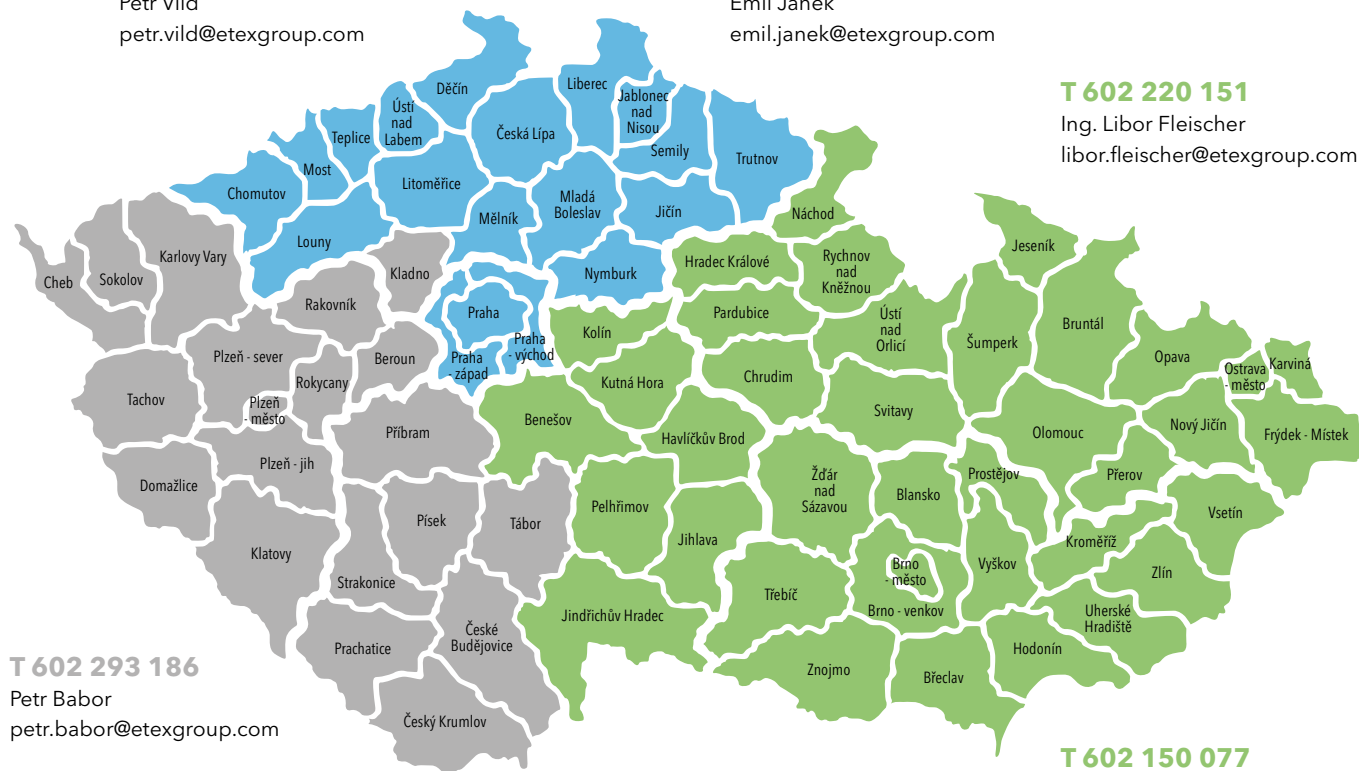 Petr Vild
petr.vild@etexgroup.com
Emil Janek
emil.janek@etexgroup.com
T 602 220 151
Ing. Libor Fleischer
libor.fleischer@etexgroup.com
Děčín
Liberec
Jablonec
nad
Nisou
Ústí
nad
Labem
Teplice
Česká Lípa
Semily
Trutnov
Most
Chomutov
Litoměřice
Mladá
Boleslav
Jičín
Mělník
Louny
Náchod
Karlovy Vary
Cheb
Sokolov
Kladno
Nymburk
Hradec Králové
Rychnov
nad
Kněžnou
Jeseník
Rakovník
Praha
Kolín
Pardubice
Ústí
nad
Orlicí
Šumperk
Bruntál
Plzeň - sever
Beroun
Praha
- západ
Praha
- východ
Opava
Ostrava
- město
Karviná
Rokycany
Kutná Hora
Chrudim
Tachov
Plzeň
- město
Svitavy
Benešov
Příbram
Havlíčkův Brod
Olomouc
Nový Jičín
Frýdek - Místek
Plzeň - jih
Domažlice
Žďár
nad
Sázavou
Prostějov
Přerov
Blansko
Písek
Tábor
Pelhřimov
Jihlava
Vsetín
Klatovy
Kroměříž
Strakonice
Brno
- město
Vyškov
Zlín
Třebíč
Brno - venkov
Jindřichův Hradec
Uherské
Hradiště
České
Budějovice
Prachatice
Hodonín
Znojmo
Břeclav
Český Krumlov
T 602 293 186
Petr Babor
petr.babor@etexgroup.com
T 602 150 077